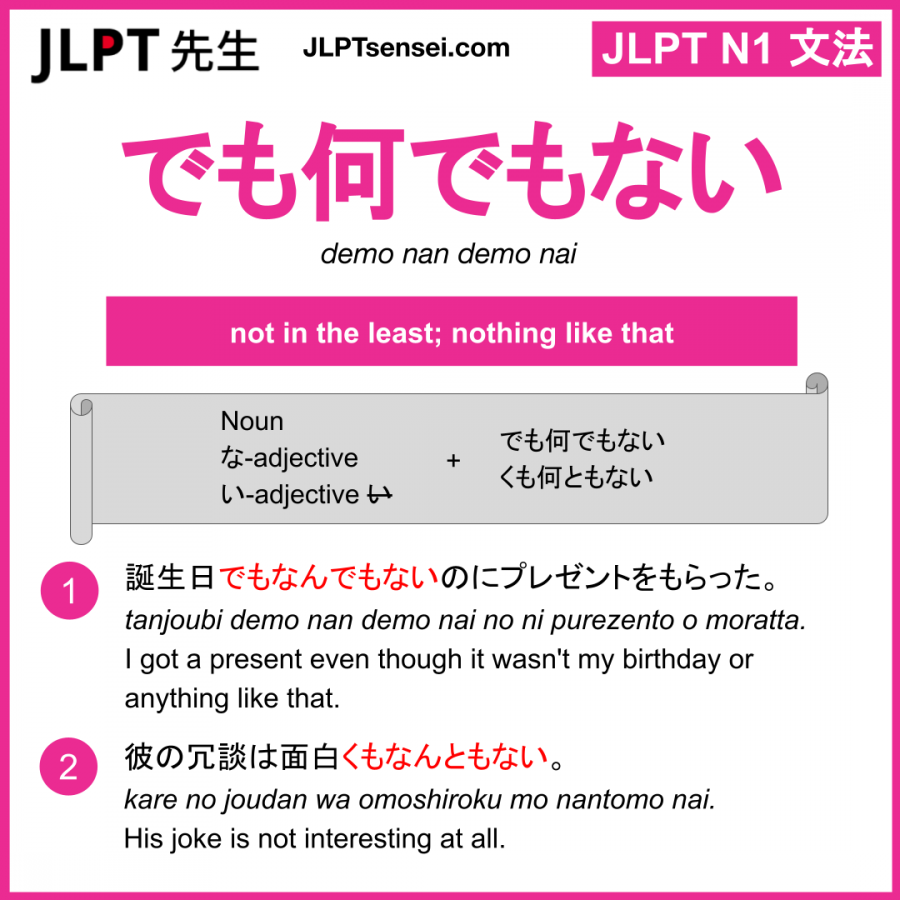 JLPT 先生
JLPTsensei.com
JLPT N1 文法
でも何でもない
demo nan demo nai
not in the least; nothing like that
Noun
な-adjective
い-adjective い
+
でも何でもない
くも何ともない
1
誕生日でもなんでもないのにプレゼントをもらった。
tanjoubi demo nan demo nai no ni purezento o moratta.
I got a present even though it wasn't my birthday or
anything like that.
2
彼の冗談は面白くもなんともない。
kare no joudan wa omoshiroku mo nantomo nai.
His joke is not interesting at all.